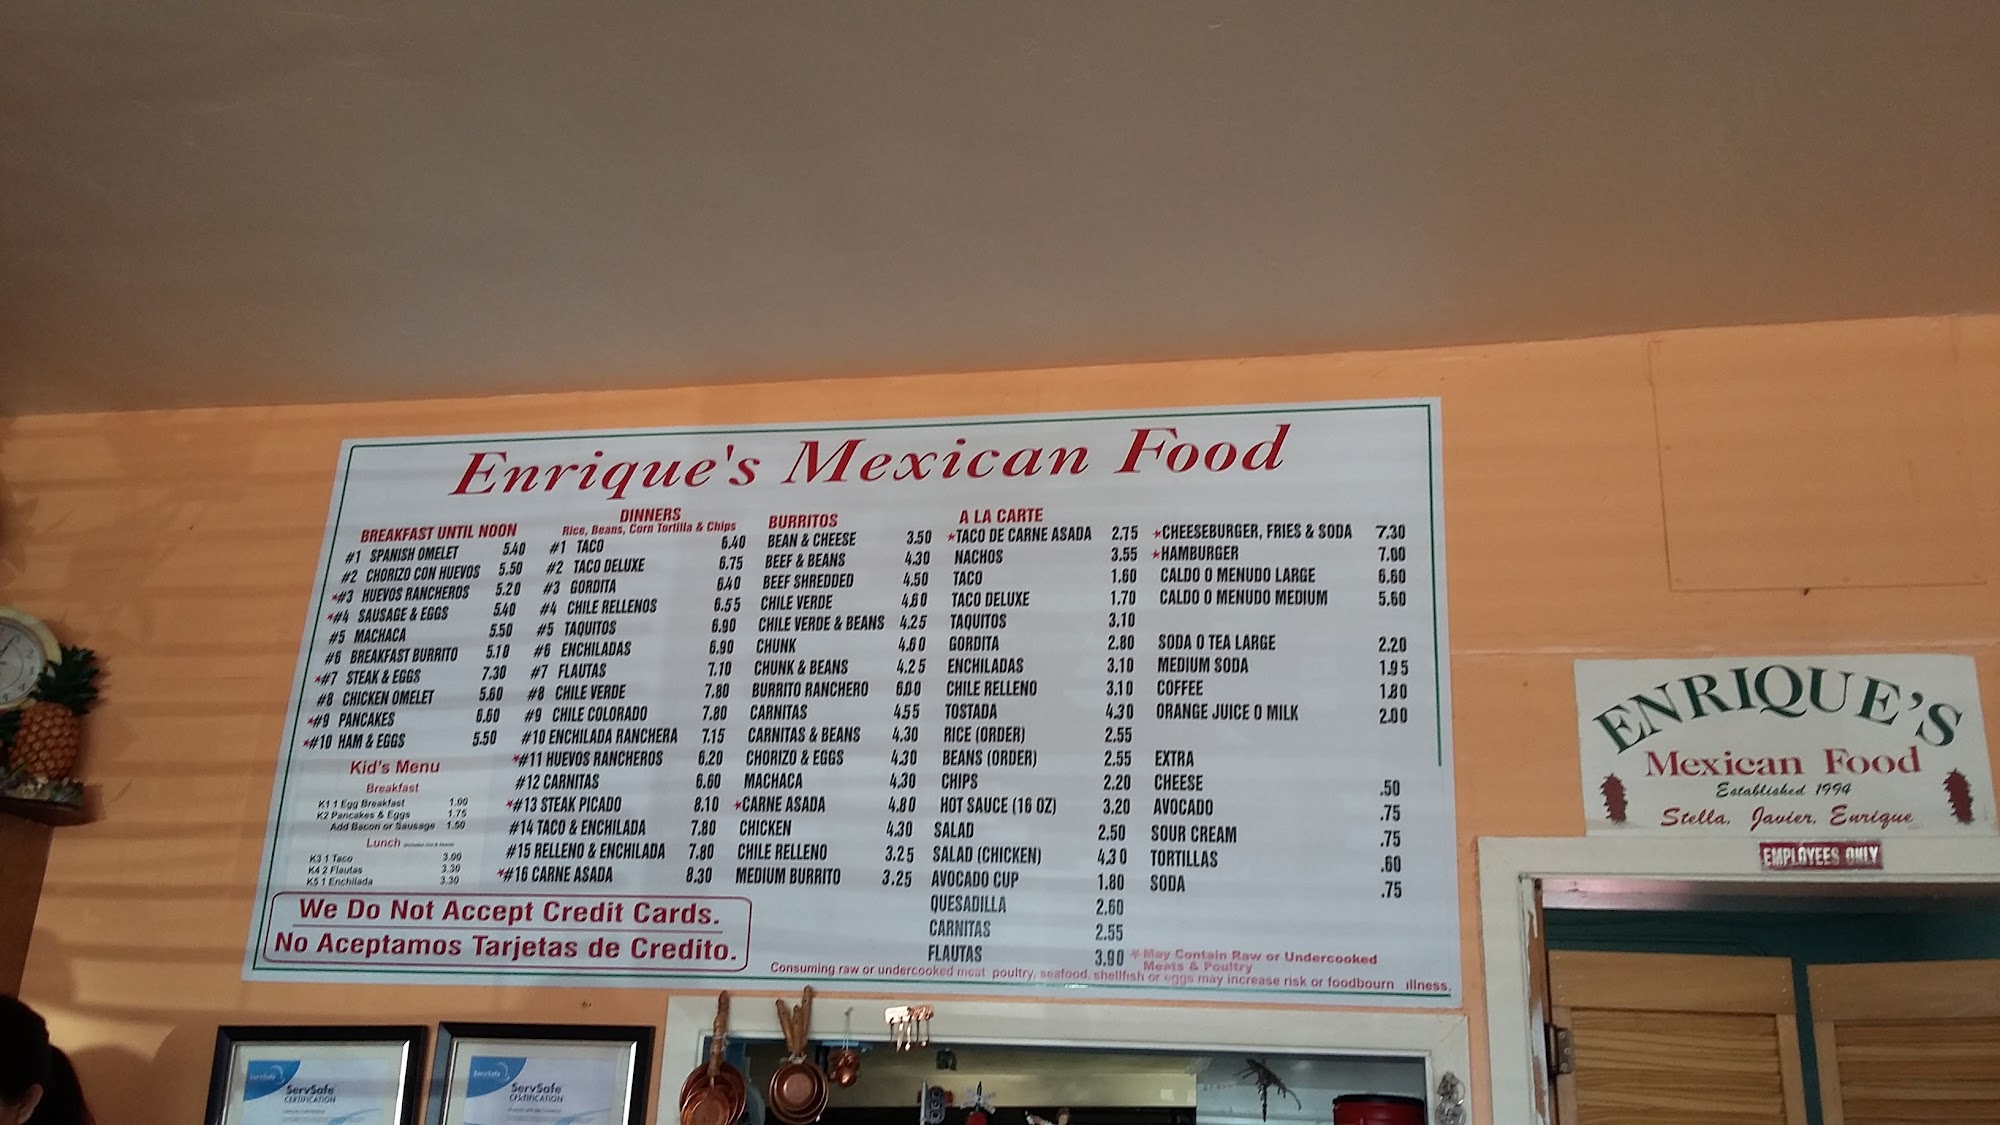 Enrique's Mexican Food
BREAKFAST UNTIL NOON
#1 SPANISH OMELET 5.40
#2 CHORIZO CON HUEVOS 5.50
*#3 HUEVOS RANCHEROS 5.20
*#4 SAUSAGE & EGGS 5.40
#5 MACHACA 5.50
#6 BREAKFAST BURRITO 5.10
*#7 STEAK & EGGS 7.30
#8 CHICKEN OMELET 5.60
*#9 PANCAKES 6.60
*#10 HAM & EGGS 5.50
Kid's Menu
Breakfast
K1 1 Egg Breakfast 1.00
K2 Pancakes & Eggs 1.75
Add Bacon or Sausage 1.50
Lunch
K3 1 Taco 3.00
K4 2 Flautas 3.30
K5 1 Enchilada 3.30
We Do Not Accept Credit Cards.
No Aceptamos Tarjetas de Credito.
DINNERS
Rice, Beans, Corn Tortilla & Chips
#1 TACO 6.40
#2 TACO DELUXE 6.75
#3 GORDITA 6.40
#4 CHILE RELLENOS 6.55
#5 TAQUITOS 6.90
#6 ENCHILADAS 6.90
#7 FLAUTAS 7.10
#8 CHILE VERDE 7.80
#9 CHILE COLORADO 7.80
#10 ENCHILADA RANCHERA 7.15
*#11 HUEVOS RANCHEROS 6.20
#12 CARNITAS 6.60
*#13 STEAK PICADO 8.10
#14 TACO & ENCHILADA 7.80
#15 RELLENO & ENCHILADA 7.80
*#16 CARNE ASADA 8.30
BURRITOS
BEAN & CHEESE 3.50
BEEF & BEANS 4.30
BEEF SHREDDED 4.50
CHILE VERDE 4.60
CHILE VERDE & BEANS 4.25
CHUNK 4.60
CHUNK & BEANS 4.25
BURRITO RANCHERO 6.00
CARNITAS 4.55
CARNITAS & BEANS 4.30
CHORIZO & EGGS 4.30
MACHACA 4.30
*CARNE ASADA 4.80
CHICKEN 4.30
CHILE RELLENO 3.25
MEDIUM BURRITO 3.25
A LA CARTE
*TACO DE CARNE ASADA 2.75
NACHOS 3.55
TACO 1.60
TACO DELUXE 1.70
TAQUITOS 3.10
GORDITA 2.80
ENCHILADAS 3.10
CHILE RELLENO 3.10
TOSTADA 4.30
RICE (ORDER) 2.55
BEANS (ORDER) 2.55
CHIPS 2.20
HOT SAUCE (16 OZ) 3.20
SALAD 2.50
SALAD (CHICKEN) 4.30
AVOCADO CUP 1.80
QUESADILLA 2.60
CARNITAS 2.55
FLAUTAS 3.90
*CHEESEBURGER, FRIES & SODA 7.30
*HAMBURGER 7.00
CALDO O MENUDO LARGE 6.60
CALDO O MENUDO MEDIUM 5.60
SODA O TEA LARGE 2.20
MEDIUM SODA 1.95
COFFEE 1.80
ORANGE JUICE O MILK 2.00
EXTRA
CHEESE .50
AVOCADO .75
SOUR CREAM .75
TORTILLAS .60
SODA .75
*May Contain Raw or Undercooked
Meats & Poultry
Consuming raw or undercooked meat poultry, seafood, shellfish or eggs may increase risk or foodbourn illness.
ENRIQUE'S
Mexican Food
Established 1994
Stella, Javier, Enrique
EMPLOYEES ONLY
ServSafe
ServSafe
CERTIFICATION
ServSafe
ServSafe
CERTIFICATION